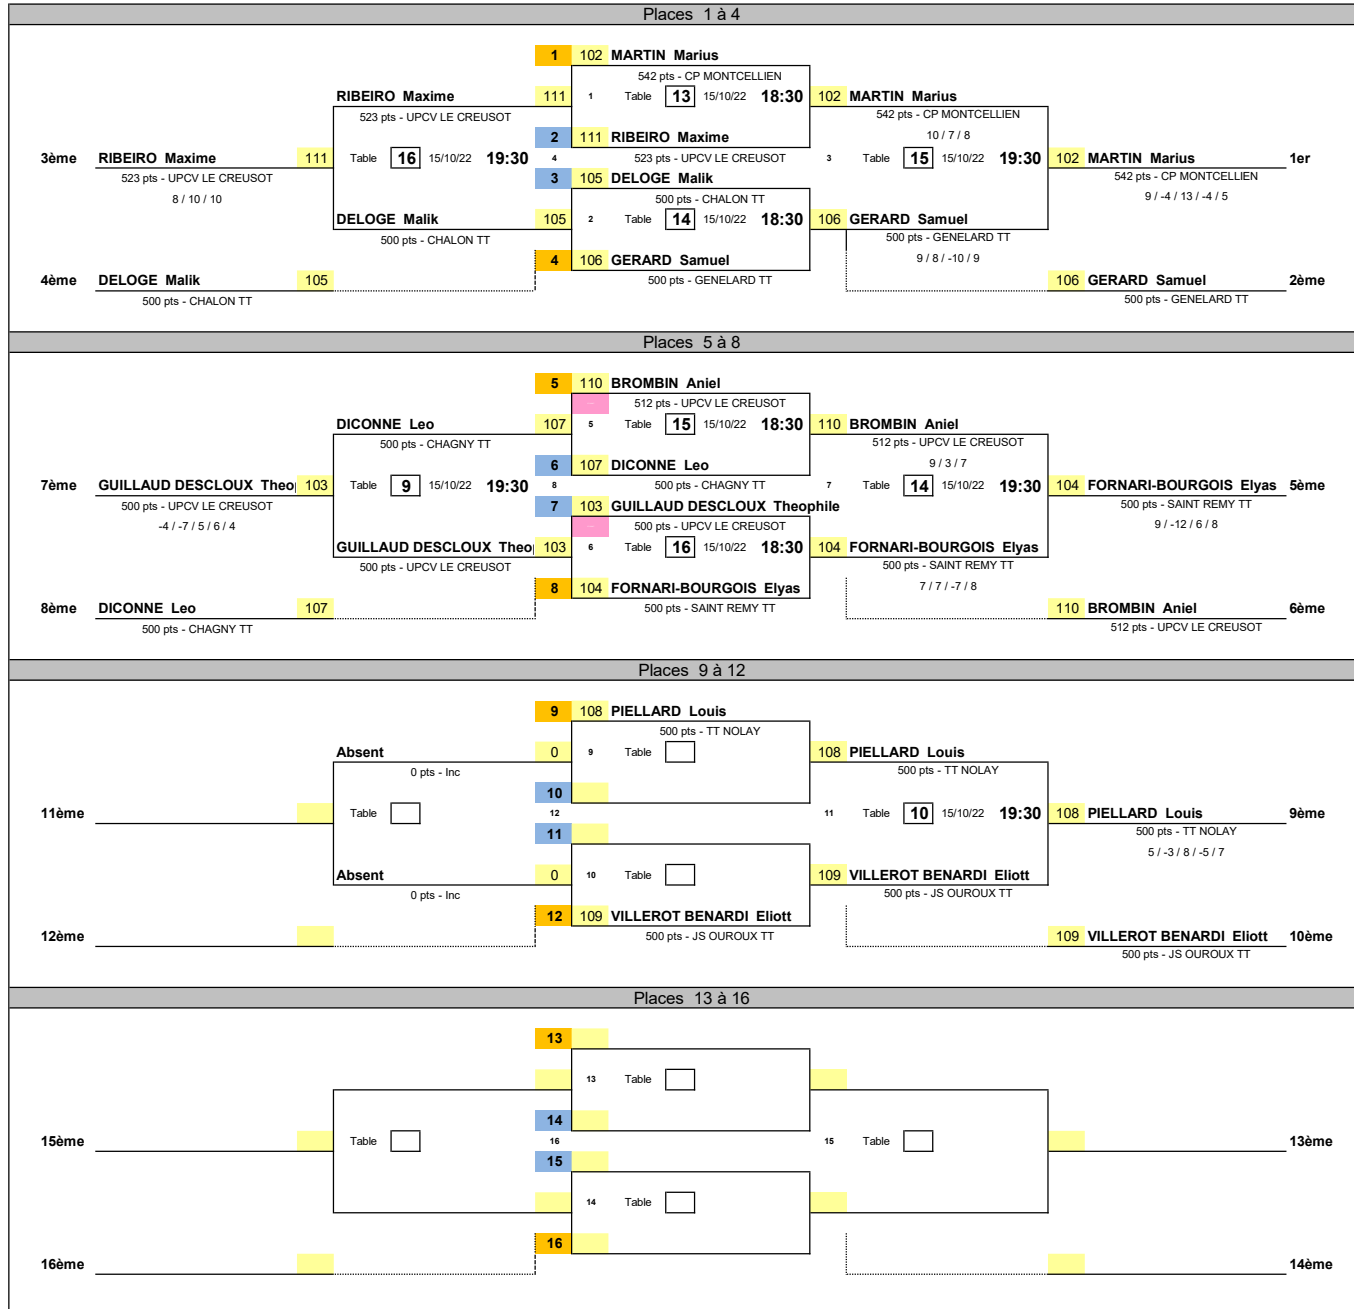 Places 1 à 4
1 102 MARTIN Marius
542 pts - CP MONTCELLIEN
RIBEIRO Maxime 111 1 Table 13 15/10/22 18:30 102 MARTIN Marius
523 pts - UPCV LE CREUSOT 542 pts - CP MONTCELLIEN
2 111 RIBEIRO Maxime 10 / 7 / 8
3ème RIBEIRO Maxime 111 Table 16 15/10/22 19:30 4 523 pts - UPCV LE CREUSOT 3 Table 15 15/10/22 19:30 102 MARTIN Marius 1er
523 pts - UPCV LE CREUSOT 3 105 DELOGE Malik 542 pts - CP MONTCELLIEN
8 / 10 / 10 500 pts - CHALON TT 9 / -4 / 13 / -4 / 5
DELOGE Malik 105 2 Table 14 15/10/22 18:30 106 GERARD Samuel
500 pts - CHALON TT 500 pts - GENELARD TT
4 106 GERARD Samuel 9 / 8 / -10 / 9
4ème DELOGE Malik 105 500 pts - GENELARD TT 106 GERARD Samuel 2ème
500 pts - CHALON TT 500 pts - GENELARD TT
Places 5 à 8
5 110 BROMBIN Aniel
512 pts - UPCV LE CREUSOT
DICONNE Leo 107 5 Table 15 15/10/22 18:30 110 BROMBIN Aniel
500 pts - CHAGNY TT 512 pts - UPCV LE CREUSOT
6 107 DICONNE Leo 9 / 3 / 7
7ème GUILLAUD DESCLOUX Theo 103 Table 9 15/10/22 19:30 8 500 pts - CHAGNY TT 7 Table 14 15/10/22 19:30 104 FORNARI-BOURGOIS Elyas 5ème
500 pts - UPCV LE CREUSOT 7 103 GUILLAUD DESCLOUX Theophile 500 pts - SAINT REMY TT
-4 / -7 / 5 / 6 / 4 500 pts - UPCV LE CREUSOT 9 / -12 / 6 / 8
GUILLAUD DESCLOUX Theo 103 6 Table 16 15/10/22 18:30 104 FORNARI-BOURGOIS Elyas
500 pts - UPCV LE CREUSOT 500 pts - SAINT REMY TT
8 104 FORNARI-BOURGOIS Elyas 7 / 7 / -7 / 8
8ème DICONNE Leo 107 500 pts - SAINT REMY TT 110 BROMBIN Aniel 6ème
500 pts - CHAGNY TT 512 pts - UPCV LE CREUSOT
Places 9 à 12
9 108 PIELLARD Louis
500 pts - TT NOLAY
Absent 0 9 Table 108 PIELLARD Louis
0 pts - Inc 500 pts - TT NOLAY
10
11ème Table 12 11 Table 10 15/10/22 19:30 108 PIELLARD Louis 9ème
11 500 pts - TT NOLAY
5 / -3 / 8 / -5 / 7
Absent 0 10 Table 109 VILLEROT BENARDI Eliott
0 pts - Inc 500 pts - JS OUROUX TT
12 109 VILLEROT BENARDI Eliott
12ème 500 pts - JS OUROUX TT 109 VILLEROT BENARDI Eliott 10ème
500 pts - JS OUROUX TT
Places 13 à 16
13
13 Table
14
15ème Table 16 15 Table 13ème
15
14 Table
16
16ème 14ème